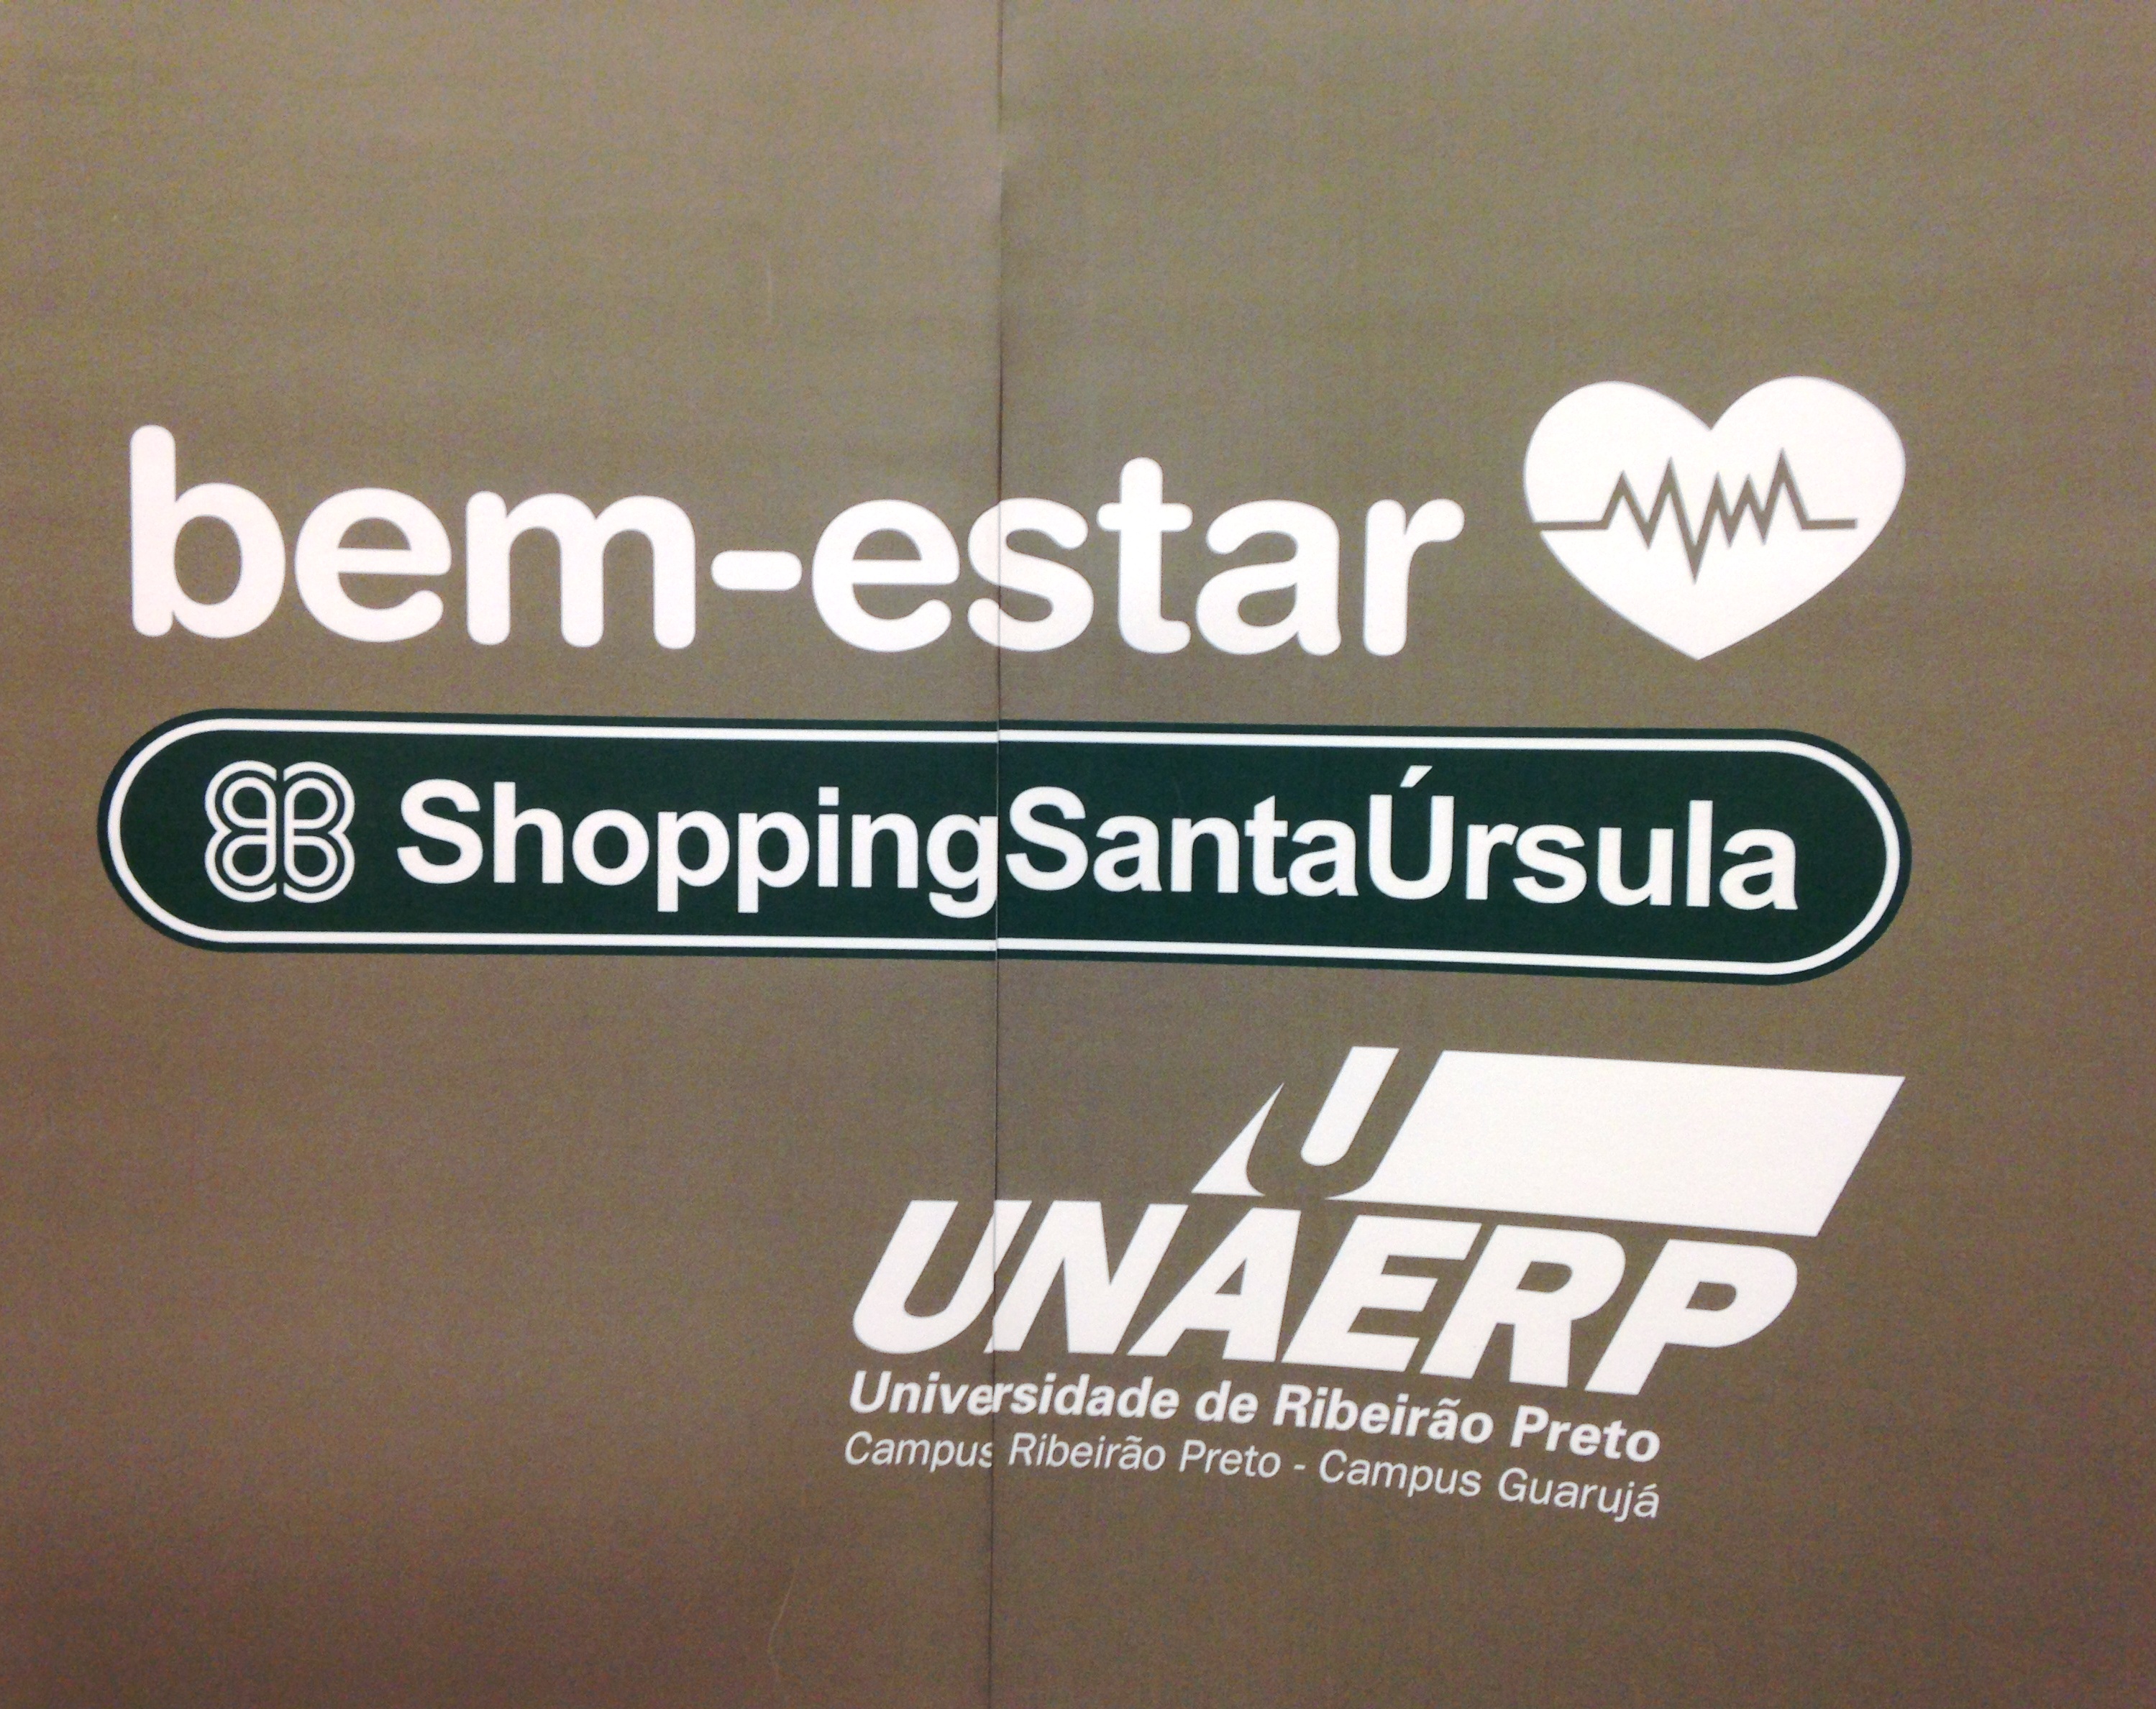 bem-estar
ShoppingSantaÚrsula
U
UNAERP
Universidade de Ribeirão Preto
Campus Ribeirão Preto - Campus Guarujá